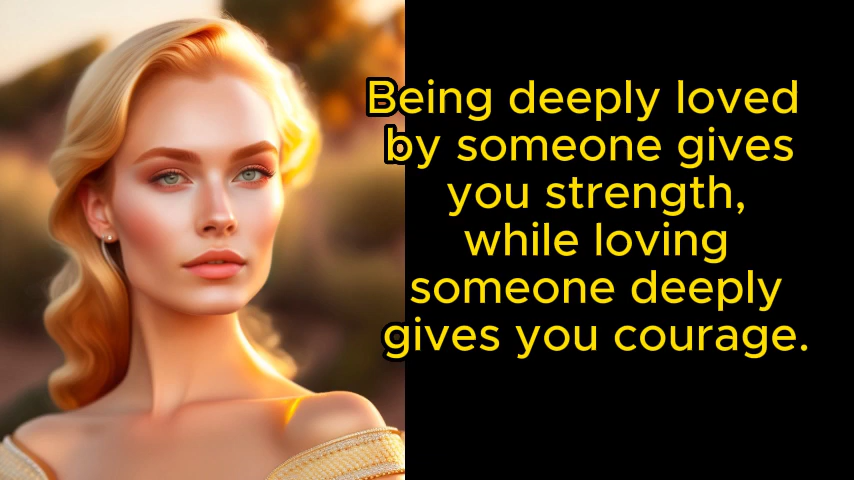 Being deeply loved
by someone gives
you strength,
while loving
someone deeply
gives you courage.